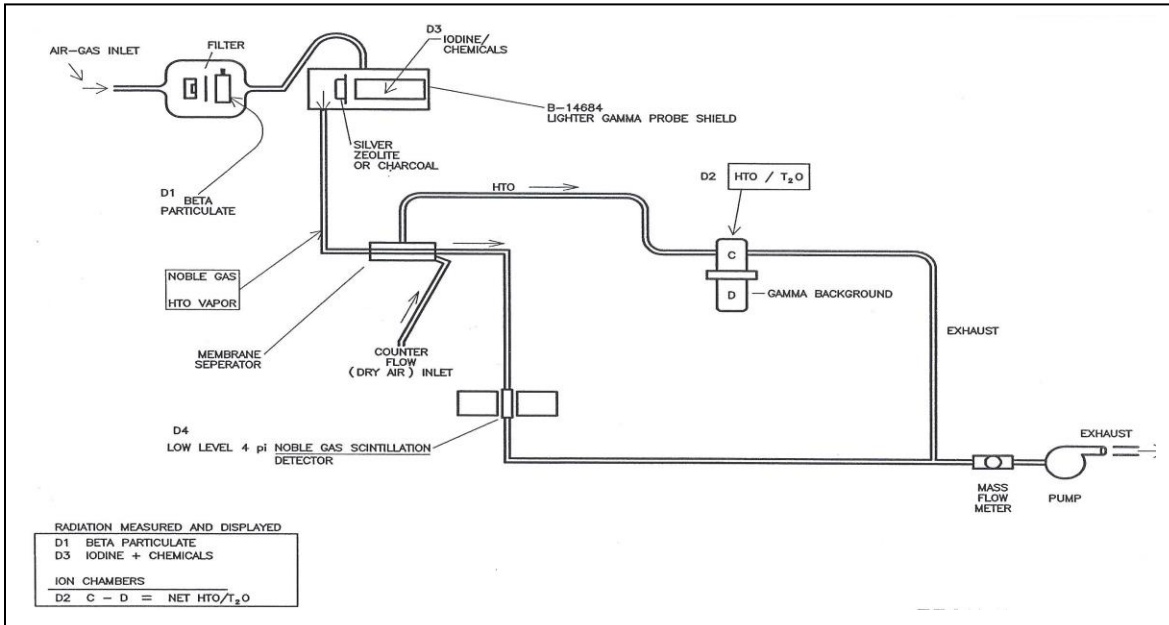 AIR-GAS INLET
FILTER
D3
IODINE/
CHEMICALS
B-14684
LIGHTER GAMMA PROBE SHIELD
SILVER
ZEOLITE
OR CHARCOAL
D1 BETA
PARTICULATE
HTO
D2 HTO / T₂O
C
D
GAMMA BACKGROUND
NOBLE GAS
HTO VAPOR
MEMBRANE
SEPERATOR
COUNTER
FLOW
(DRY AIR) INLET
EXHAUST
D4
LOW LEVEL 4 pi NOBLE GAS SCINTILLATION
DETECTOR
EXHAUST
MASS
FLOW
METER
PUMP
RADIATION MEASURED AND DISPLAYED
D1 BETA PARTICULATE
D3 IODINE + CHEMICALS
ION CHAMBERS
D2 C - D = NET HTO/T₂O